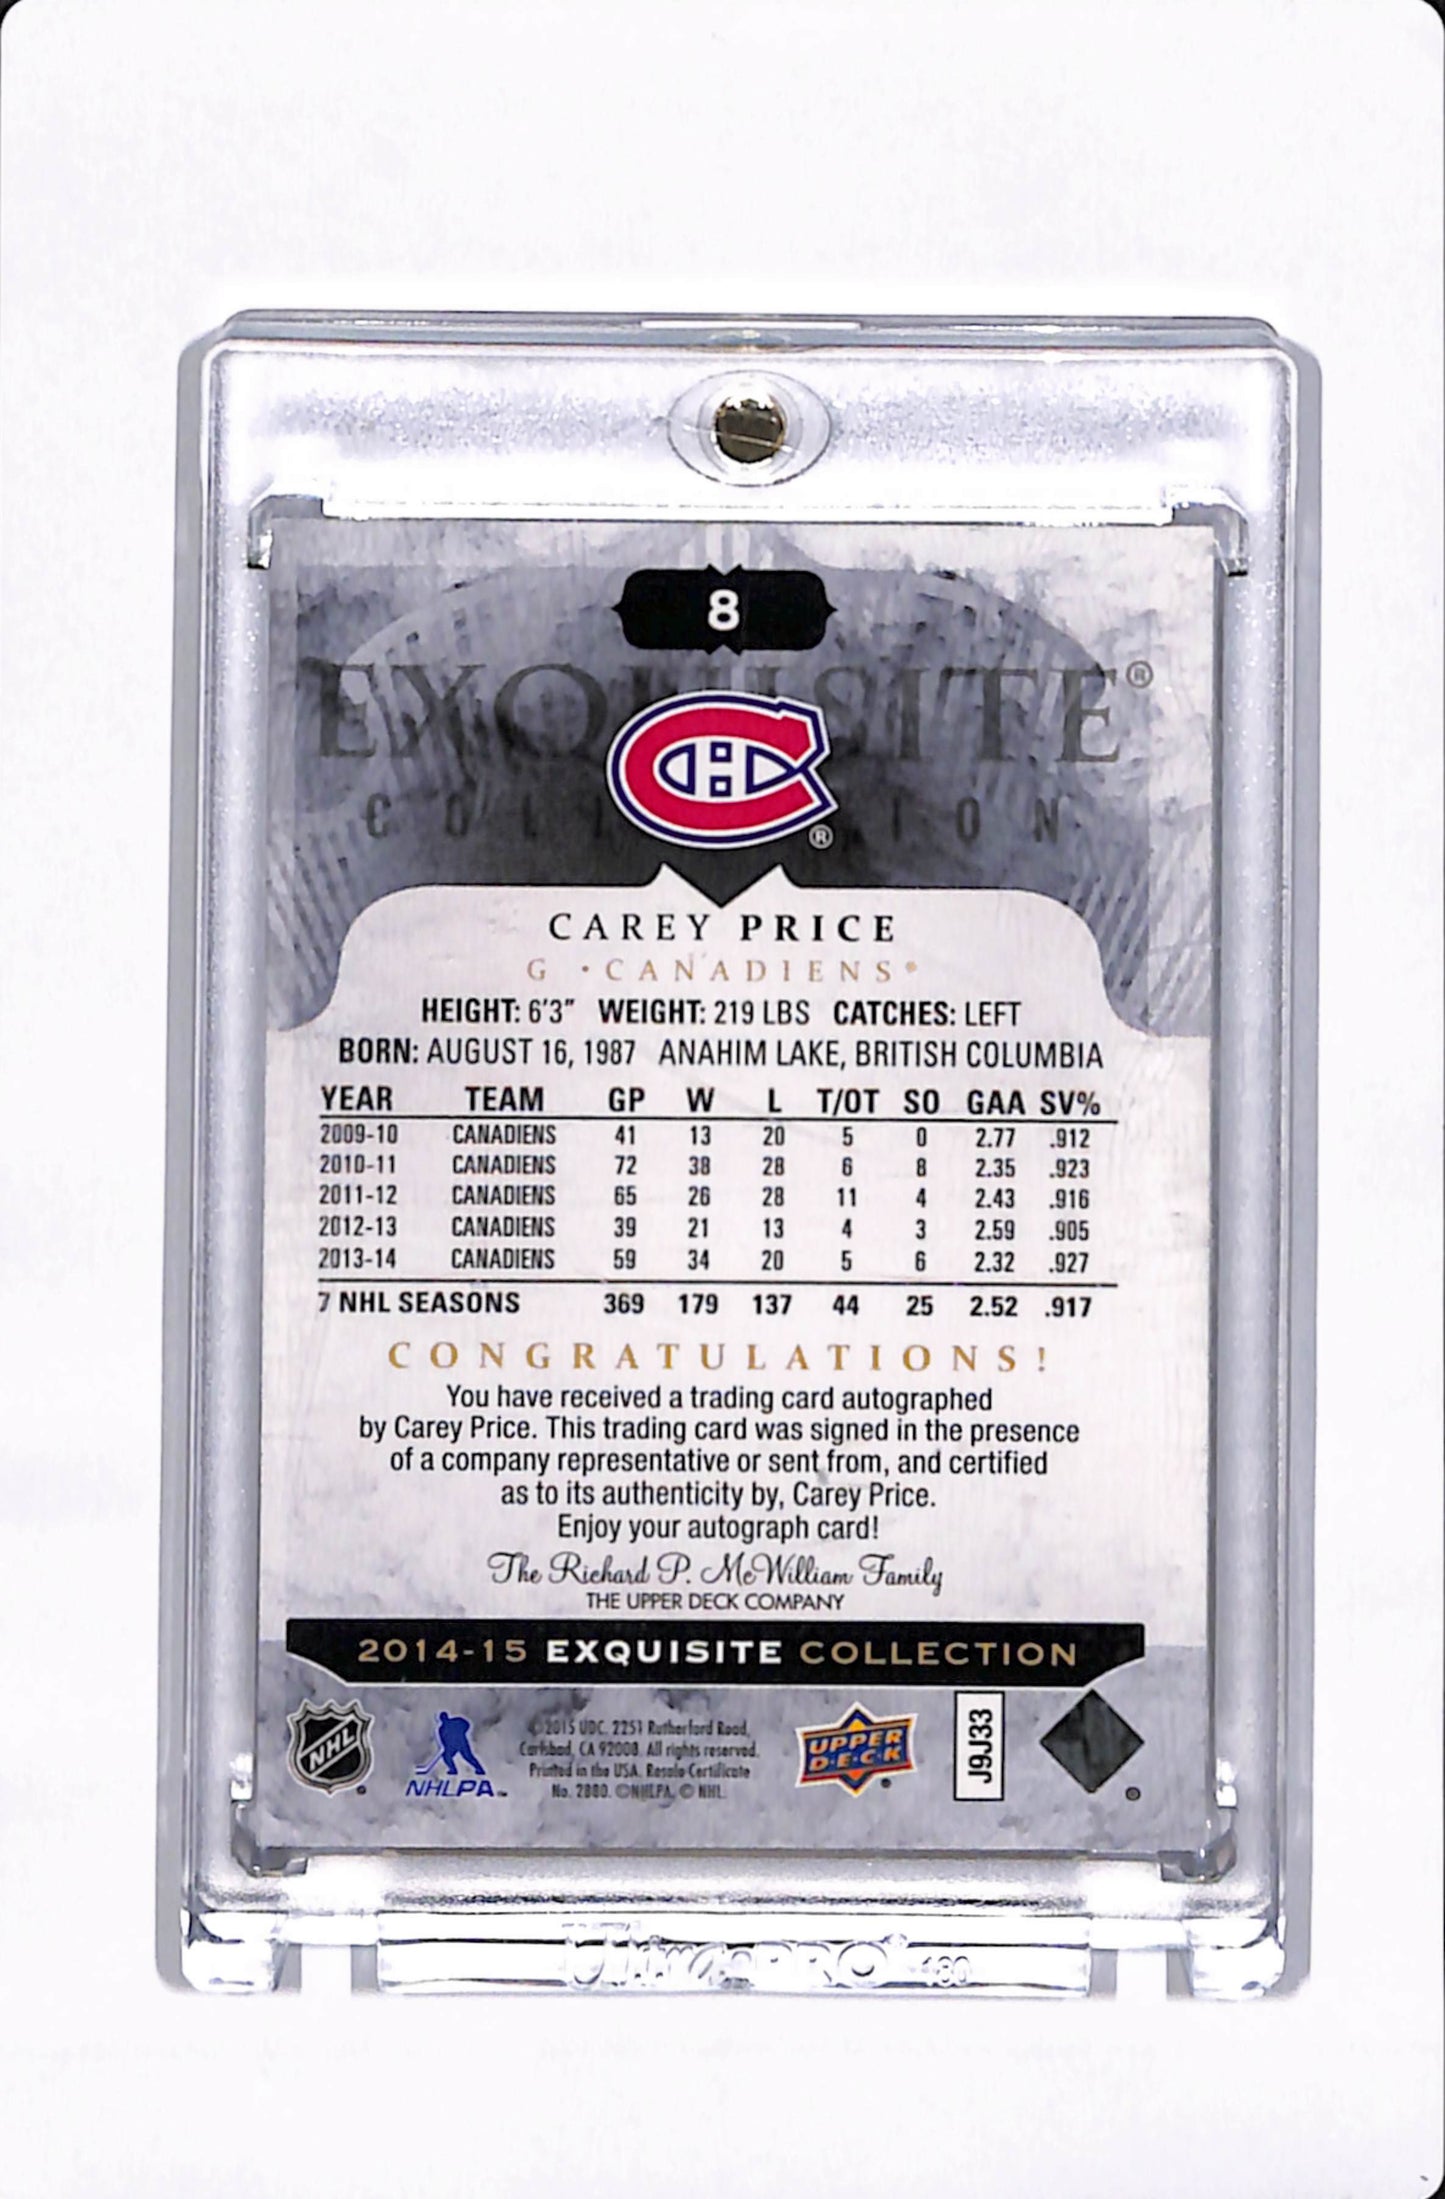 8
EXQUISITE®
COLLECTION
®
CAREY PRICE
G • CANADIENS®
HEIGHT: 6'3" WEIGHT: 219 LBS CATCHES: LEFT
BORN: AUGUST 16, 1987 ANAHIM LAKE, BRITISH COLUMBIA
YEAR TEAM GP W L T/OT SO GAA SV%
2009-10 CANADIENS 41 13 20 5 0 2.77 .912
2010-11 CANADIENS 72 38 28 6 8 2.35 .923
2011-12 CANADIENS 65 26 28 11 4 2.43 .916
2012-13 CANADIENS 39 21 13 4 3 2.59 .905
2013-14 CANADIENS 59 34 20 5 6 2.32 .927
7 NHL SEASONS 369 179 137 44 25 2.52 .917
CONGRATULATIONS!
You have received a trading card autographed
by Carey Price. This trading card was signed in the presence
of a company representative or sent from, and certified
as to its authenticity by, Carey Price.
Enjoy your autograph card!
The Richard P. McWilliam Family
THE UPPER DECK COMPANY
2014-15 EXQUISITE COLLECTION
NHL
NHLPA
© 2015 UDC. 2251 Rutherford Road,
Carlsbad, CA 92008. All rights reserved.
Printed in the USA. Resale Certificate
No. 2880. ©NHLPA. © NHL.
UPPER
DECK
J9J33
UltraPRO® 180